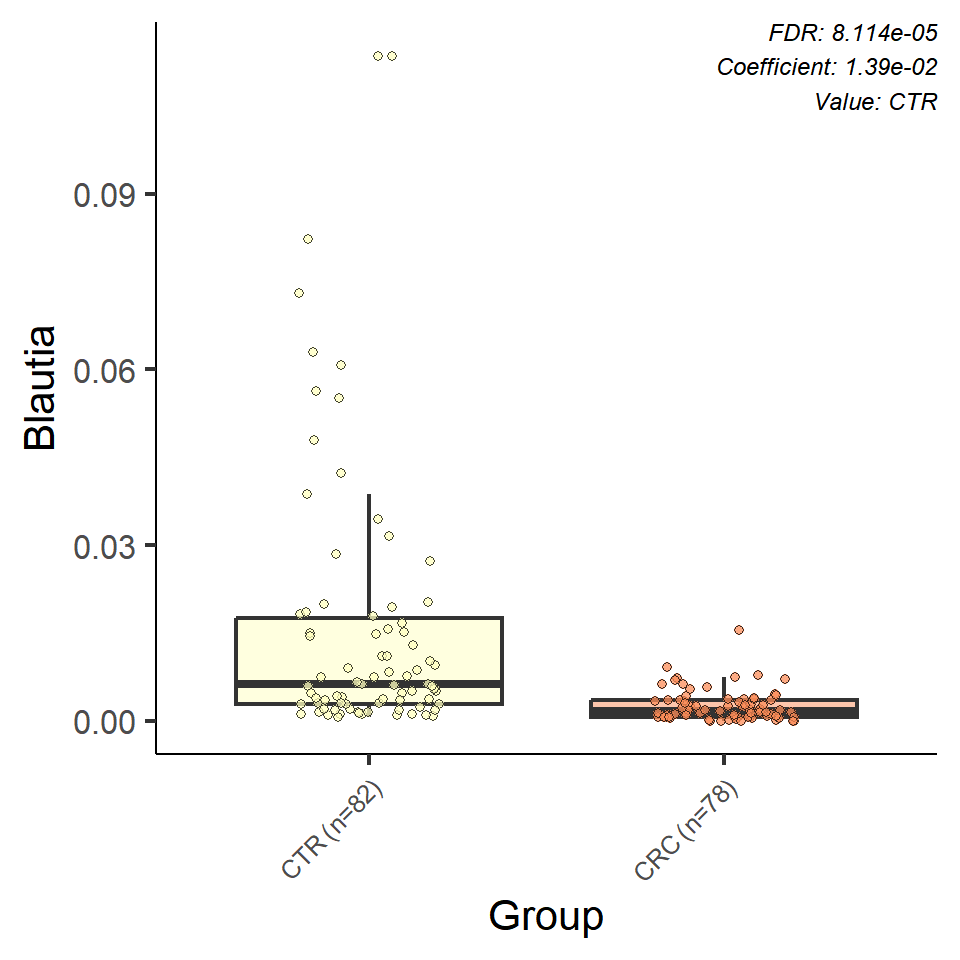 FDR: 8.114e-05
Coefficient: 1.39e-02
Value: CTR
Blautia
0.09
0.06
0.03
0.00
CTR (n=82)
CRC (n=78)
Group